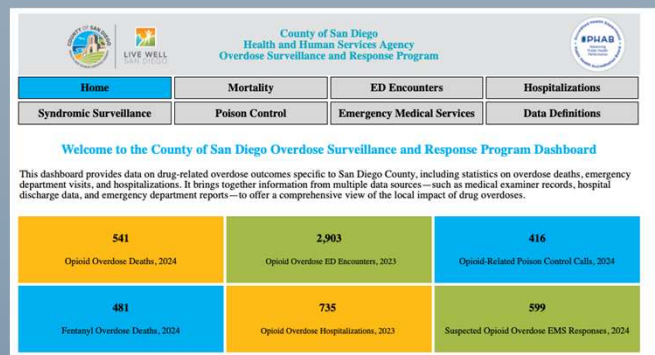 COUNTY OF SAN DIEGO
LIVE WELL
SAN DIEGO
County of San Diego
Health and Human Services Agency
Overdose Surveillance and Response Program
PHAB
Home
Mortality
ED Encounters
Hospitalizations
Syndromic Surveillance
Poison Control
Emergency Medical Services
Data Definitions
Welcome to the County of San Diego Overdose Surveillance and Response Program Dashboard
This dashboard provides data on drug-related overdose outcomes specific to San Diego County, including statistics on overdose deaths, emergency
department visits, and hospitalizations. It brings together information from multiple data sources—such as medical examiner records, hospital
discharge data, and emergency department reports—to offer a comprehensive view of the local impact of drug overdoses.
541
Opioid Overdose Deaths, 2024
2,903
Opioid Overdose ED Encounters, 2023
416
Opioid-Related Poison Control Calls, 2024
481
Fentanyl Overdose Deaths, 2024
735
Opioid Overdose Hospitalizations, 2023
599
Suspected Opioid Overdose EMS Responses, 2024